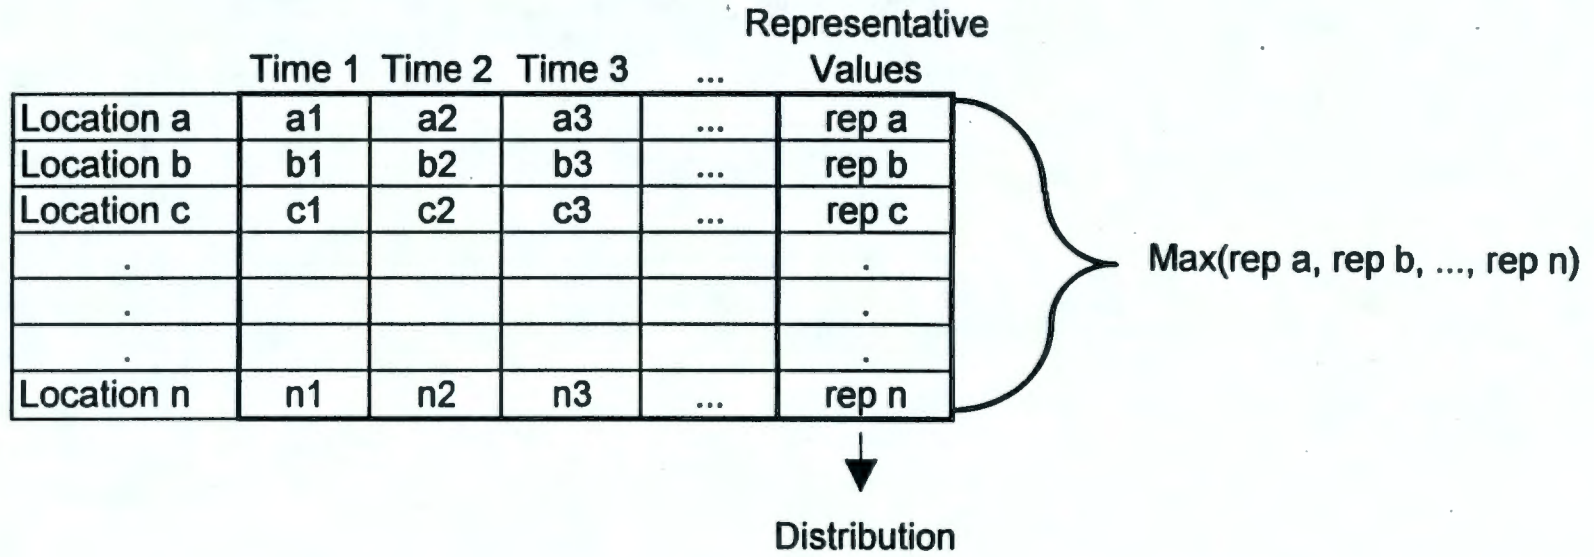 Representative
Time 1 Time 2 Time 3 ... Values
Location a a1 a2 a3 ... rep a
Location b b1 b2 b3 ... rep b
Location c c1 c2 c3 ... rep c
. .
. .
. .
Location n n1 n2 n3 ... rep n
Max(rep a, rep b, ..., rep n)
Distribution